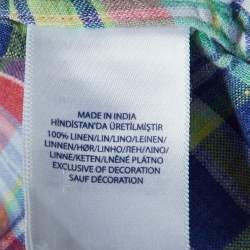 MADE IN INDIA
HİNDİSTAN'DA ÜRETİLMİŞTİR
100% LINEN/LIN/LINO/LEINEN/
LINNEN/HØR/LINHO/ЛЕН/ΛΙΝΟ/
LINNE/KETEN/LNĚNÉ PLÁTNO
EXCLUSIVE OF DECORATION
SAUF DÉCORATION